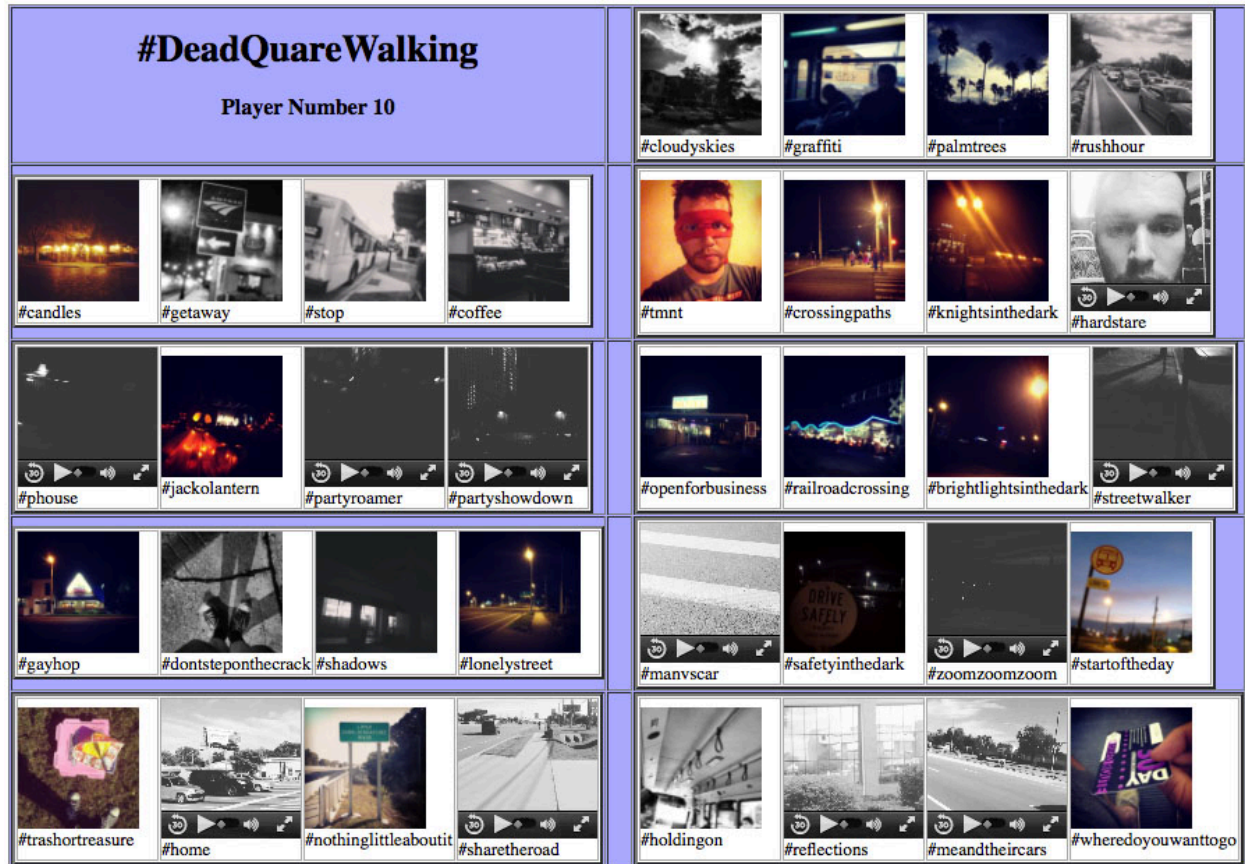 #DeadQuareWalking
Player Number 10
#cloudyskies #graffiti #palmtrees #rushhour
#candles #getaway #stop #coffee
#tmnt #crossingpaths #knightsinthedark #hardstare
#phouse #jackolantern #partyroamer #partyshowdown
#openforbusiness #railroadcrossing #brightlightsinthedark #streetwalker
#gayhop #dontsteponthecrack #shadows #lonelystreet
DRIVE
SAFELY
#manvscar #safetyinthedark #zoomzoomzoom #startoftheday
#trashortreasure #home #nothinglittleaboutit #sharetheroad
DAY
#holdingon #reflections #meandtheircars #wheredoyouwanttogo